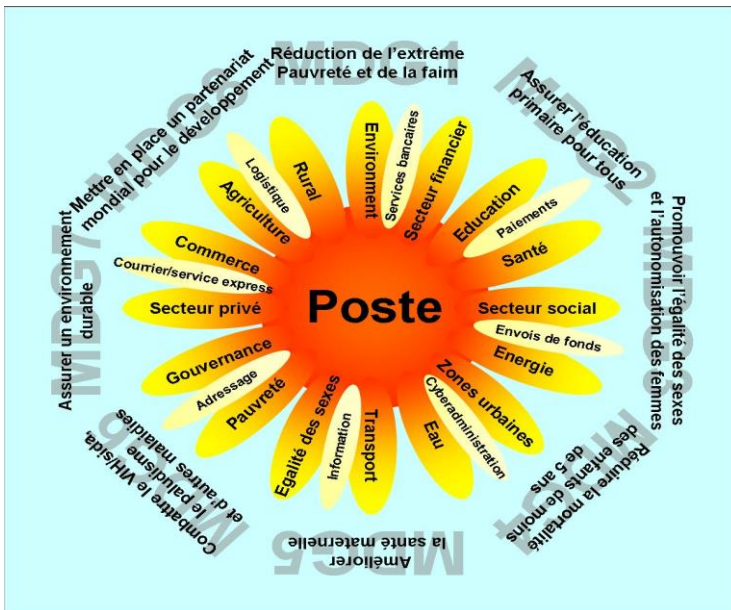 MDG1
Réduction de l'extrême
Pauvreté et de la faim
MDG2
Assurer l'éducation
primaire pour tous
MDG3
Promouvoir l'égalité des sexes
et l'autonomisation des femmes
MDG4
Réduire la mortalité
des enfants de moins
de 5 ans
MDG5
Améliorer
la santé maternelle
MDG6
Combattre le VIH/sida,
le paludisme
et d'autres maladies
MDG7
Assurer un environnement
durable
MDG8
Mettre en place un partenariat
mondial pour le développement
Poste
Environment
Services bancaires
Secteur financier
Education
Paiements
Santé
Secteur social
Envois de fonds
Energie
Zones urbaines
Cyberadministration
Eau
Transport
Information
Egalité des sexes
Pauvreté
Adressage
Gouvernance
Secteur privé
Courrier/service express
Commerce
Agriculture
Logistique
Rural